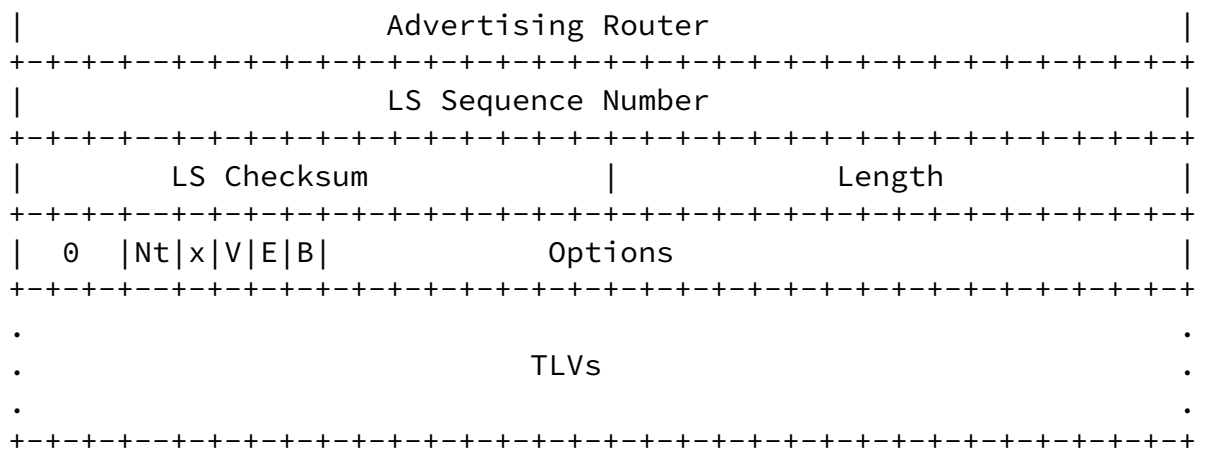 |                    Advertising Router                         |
+-+-+-+--+-+-+-+-+-+-+-+-+-+-+-+-+-+-+-+-+-+-+-+-+-+-+-+-+-+-+-+-+
|                    LS Sequence Number                         |
+-+-+-+--+-+-+-+-+-+-+-+-+-+-+-+-+-+-+-+-+-+-+-+-+-+-+-+-+-+-+-+-+
|        LS Checksum             |            Length             |
+-+-+-+--+-+-+-+-+-+-+-+-+-+-+-+-+-+-+-+-+-+-+-+-+-+-+-+-+-+-+-+-+
|  0  |Nt|x|V|E|B|            Options                            |
+-+-+-+--+-+-+-+-+-+-+-+-+-+-+-+-+-+-+-+-+-+-+-+-+-+-+-+-+-+-+-+-+
.                                                                .
.                            TLVs                                .
.                                                                .
+-+-+-+--+-+-+-+-+-+-+-+-+-+-+-+-+-+-+-+-+-+-+-+-+-+-+-+-+-+-+-+-+